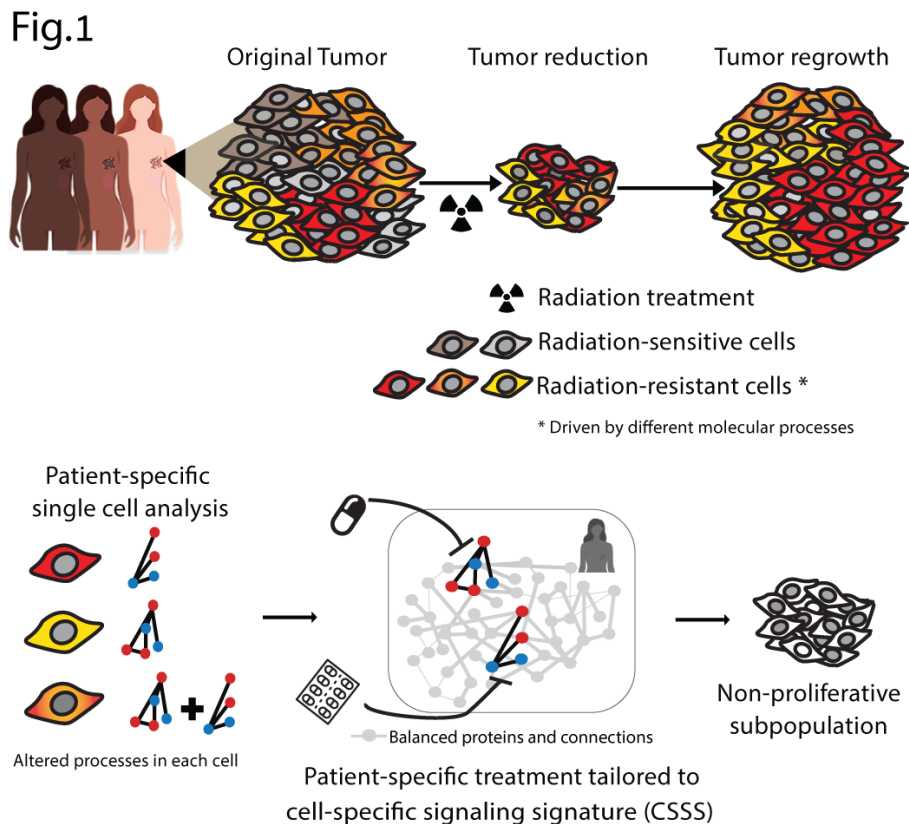 Fig.1
Original Tumor
Tumor reduction
Tumor regrowth
Radiation treatment
Radiation-sensitive cells
Radiation-resistant cells *
* Driven by different molecular processes
Patient-specific
single cell analysis
Altered processes in each cell
Balanced proteins and connections
Patient-specific treatment tailored to
cell-specific signaling signature (CSSS)
Non-proliferative
subpopulation